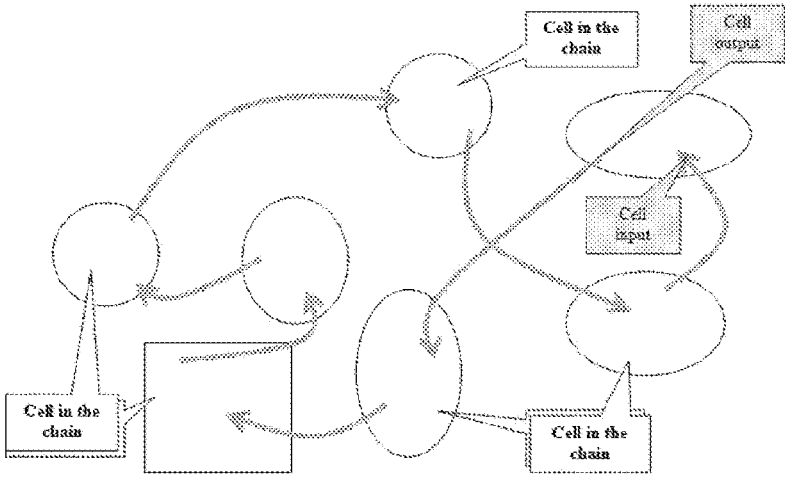 Cell in the
chain
Cell
output
Cell
input
Cell in the
chain
Cell in the
chain